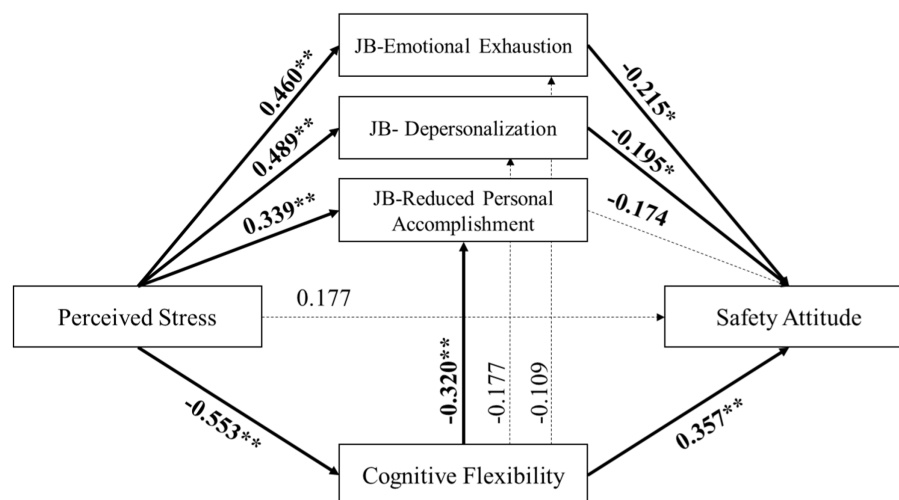 JB-Emotional Exhaustion
0.460**
-0.215*
JB- Depersonalization
0.489**
-0.195*
JB-Reduced Personal
Accomplishment
0.339**
-0.174
Perceived Stress
0.177
Safety Attitude
-0.553**
-0.320**
-0.177
-0.109
0.357**
Cognitive Flexibility